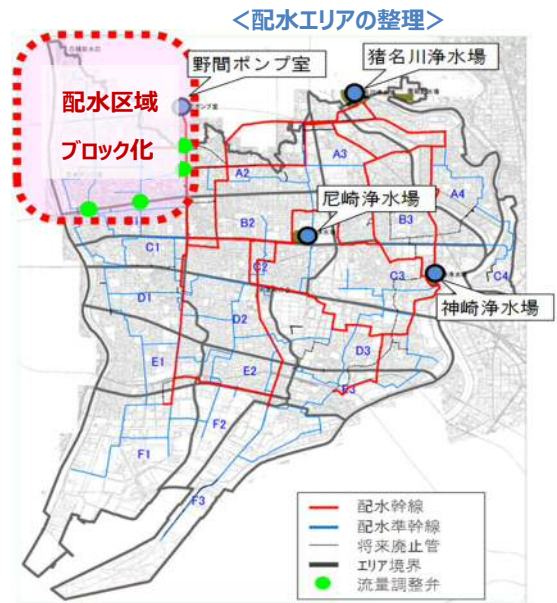 <配水エリアの整理>
野間ポンプ室
猪名川浄水場
配水区域
ブロック化
A2
A3
A4
尼崎浄水場
B2
B3
C1
C2
C3
C4
神崎浄水場
D1
D2
D3
E1
E2
E3
F1
F2
F3
配水幹線
配水準幹線
将来廃止管
エリア境界
流量調整弁